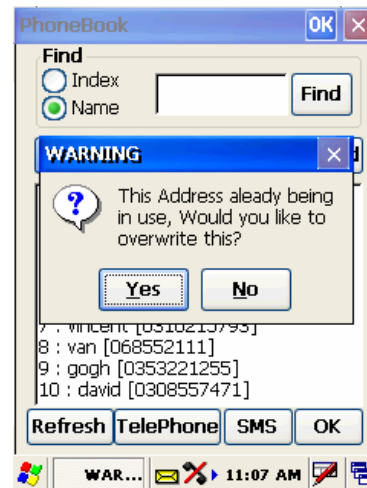 PhoneBook OK
Find
Index
Name
Find
WARNING
This Address aleady being
in use, Would you like to
overwrite this?
Yes No
7 : vincent [0310215793]
8 : van [068552111]
9 : gogh [0353221255]
10 : david [0308557471]
Refresh TelePhone SMS OK
WAR... 11:07 AM